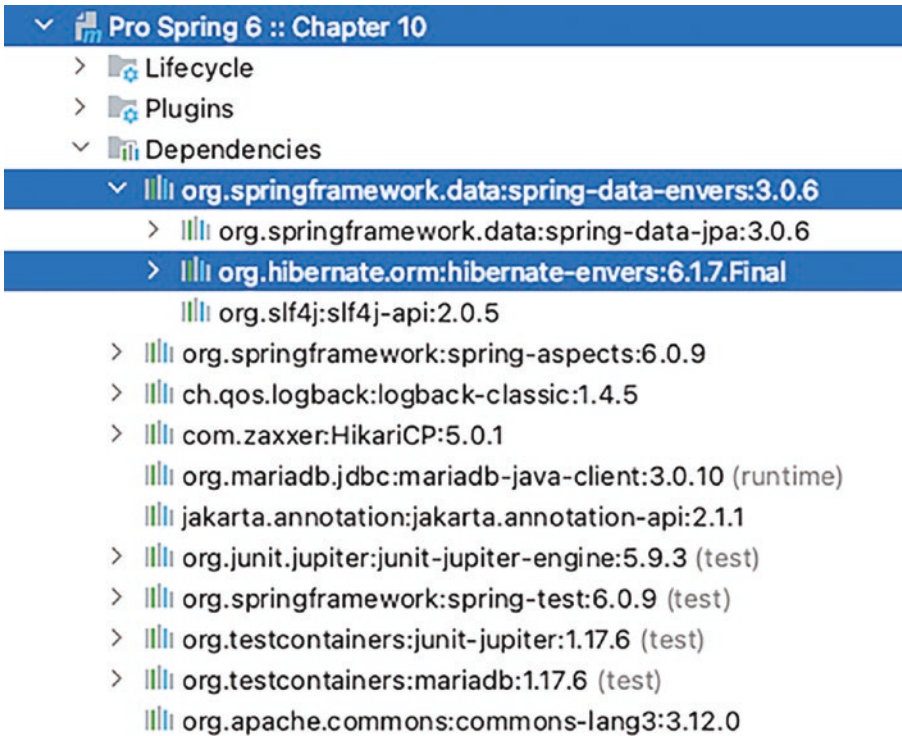 Pro Spring 6 :: Chapter 10
Lifecycle
Plugins
Dependencies
org.springframework.data:spring-data-envers:3.0.6
org.springframework.data:spring-data-jpa:3.0.6
org.hibernate.orm:hibernate-envers:6.1.7.Final
org.slf4j:slf4j-api:2.0.5
org.springframework:spring-aspects:6.0.9
ch.qos.logback:logback-classic:1.4.5
com.zaxxer:HikariCP:5.0.1
org.mariadb.jdbc:mariadb-java-client:3.0.10 (runtime)
jakarta.annotation:jakarta.annotation-api:2.1.1
org.junit.jupiter:junit-jupiter-engine:5.9.3 (test)
org.springframework:spring-test:6.0.9 (test)
org.testcontainers:junit-jupiter:1.17.6 (test)
org.testcontainers:mariadb:1.17.6 (test)
org.apache.commons:commons-lang3:3.12.0